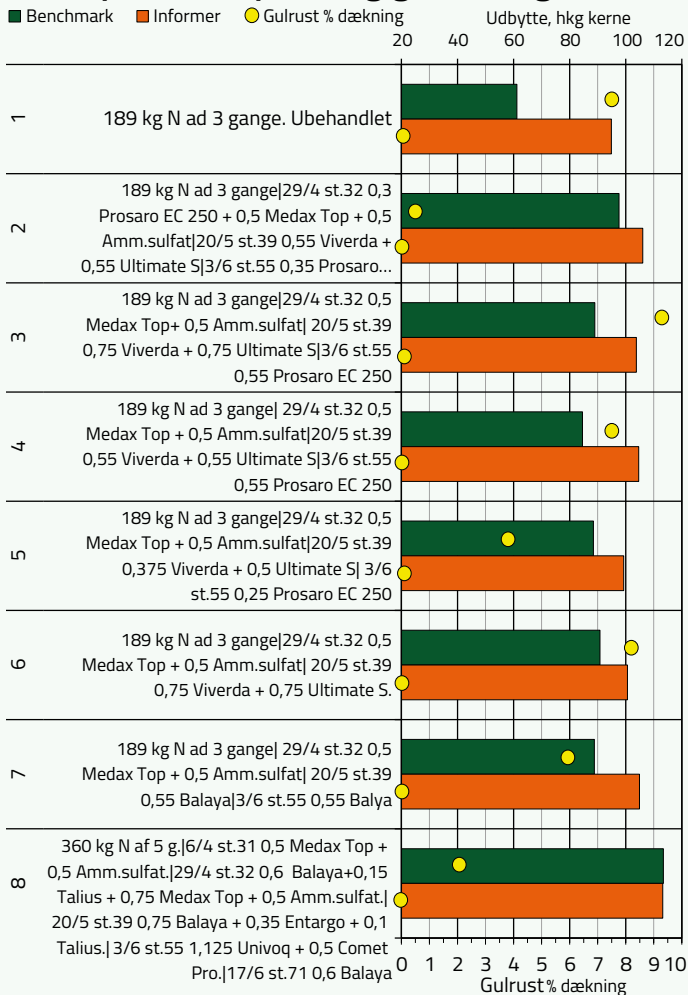 Benchmark Informer Gulrust % dækning
Udbytte, hkg kerne
20 40 60 80 100 120
1
189 kg N ad 3 gange. Ubehandlet
2
189 kg N ad 3 gange|29/4 st.32 0,3
Prosaro EC 250 + 0,5 Medax Top + 0,5
Amm.sulfat|20/5 st.39 0,55 Viverda +
0,55 Ultimate S|3/6 st.55 0,35 Prosaro...
3
189 kg N ad 3 gange|29/4 st.32 0,5
Medax Top+ 0,5 Amm.sulfat| 20/5 st.39
0,75 Viverda + 0,75 Ultimate S|3/6 st.55
0,55 Prosaro EC 250
4
189 kg N ad 3 gange| 29/4 st.32 0,5
Medax Top + 0,5 Amm.sulfat|20/5 st.39
0,55 Viverda + 0,55 Ultimate S|3/6 st.55
0,55 Prosaro EC 250
5
189 kg N ad 3 gange|29/4 st.32 0,5
Medax Top + 0,5 Amm.sulfat|20/5 st.39
0,375 Viverda + 0,5 Ultimate S| 3/6
st.55 0,25 Prosaro EC 250
6
189 kg N ad 3 gange|29/4 st.32 0,5
Medax Top + 0,5 Amm.sulfat| 20/5 st.39
0,75 Viverda + 0,75 Ultimate S.
7
189 kg N ad 3 gange| 29/4 st.32 0,5
Medax Top + 0,5 Amm.sulfat| 20/5 st.39
0,55 Balaya|3/6 st.55 0,55 Balya
8
360 kg N af 5 g.|6/4 st.31 0,5 Medax Top +
0,5 Amm.sulfat.|29/4 st.32 0,6 Balaya+0,15
Talius + 0,75 Medax Top + 0,5 Amm.sulfat.|
20/5 st.39 0,75 Balaya + 0,35 Entargo + 0,1
Talius.| 3/6 st.55 1,125 Univoq + 0,5 Comet
Pro.|17/6 st.71 0,6 Balaya
0 1 2 3 4 5 6 7 8 9 10
Gulrust % dækning